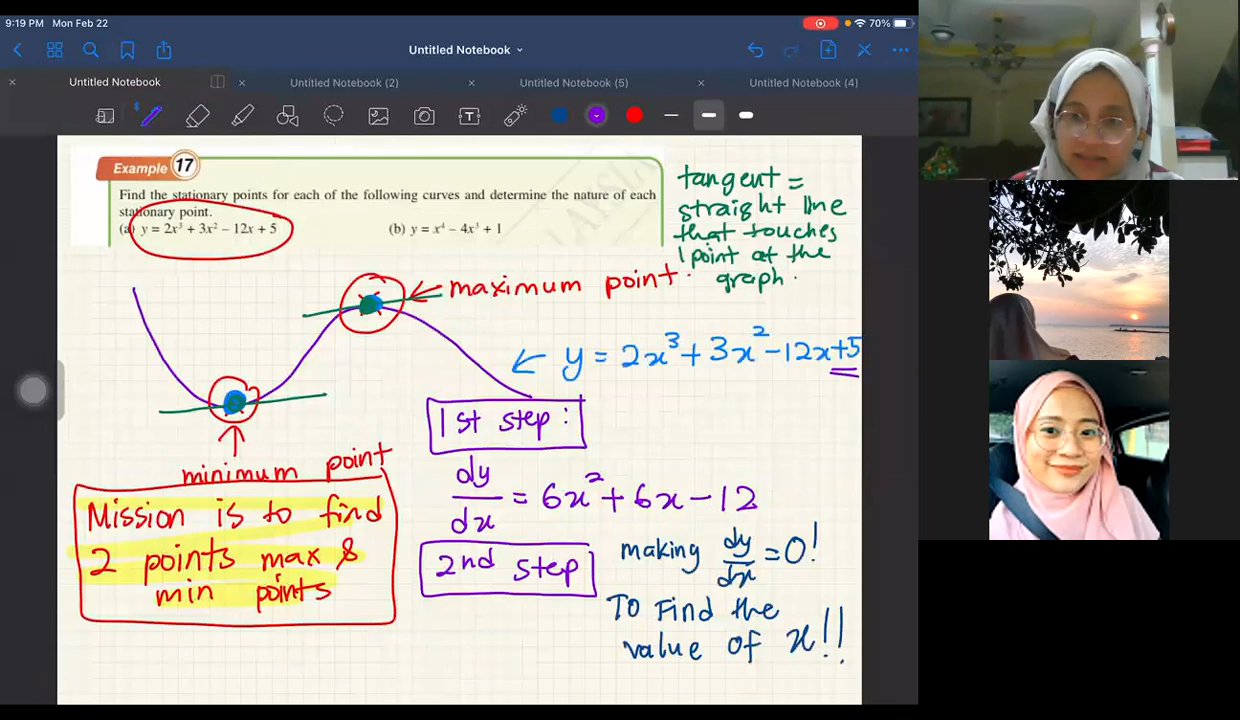 9:19 PM Mon Feb 22
70%
Untitled Notebook
Untitled Notebook
Untitled Notebook (2)
Untitled Notebook (5)
Untitled Notebook (4)
Example 17
Find the stationary points for each of the following curves and determine the nature of each
stationary point.
(a) y = 2x³ + 3x² – 12x + 5
(b) y = x⁴ – 4x³ + 1
tangent =
straight line
that touches
1 point at the
graph.
maximum point.
y = 2x³ + 3x² - 12x + 5
minimum point
Mission is to find
2 points max &
min points
1st step :
dy/dx = 6x² + 6x - 12
2nd step
making dy/dx = 0!
To Find the
value of x!!